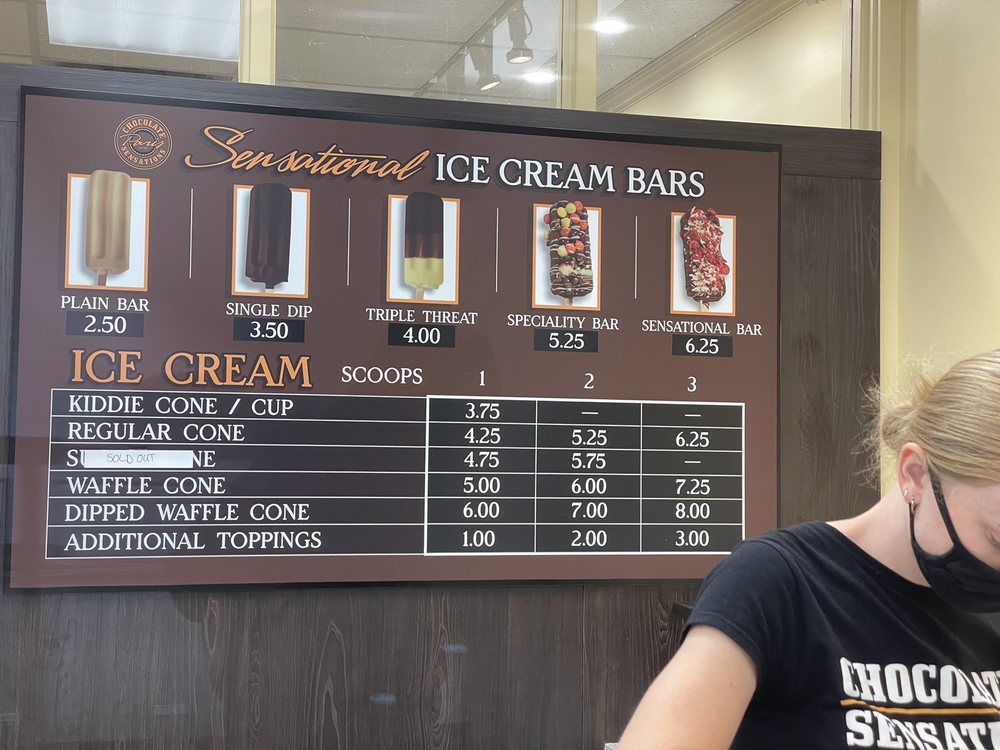 CHOCOLATE
Paris
SENSATIONS
Sensational ICE CREAM BARS
PLAIN BAR
2.50
SINGLE DIP
3.50
TRIPLE THREAT
4.00
SPECIALITY BAR
5.25
SENSATIONAL BAR
6.25
ICE CREAM SCOOPS 1 2 3
KIDDIE CONE / CUP 3.75 — —
REGULAR CONE 4.25 5.25 6.25
SOLD OUT 4.75 5.75 —
WAFFLE CONE 5.00 6.00 7.25
DIPPED WAFFLE CONE 6.00 7.00 8.00
ADDITIONAL TOPPINGS 1.00 2.00 3.00
CHOCOLAT
SENSATI